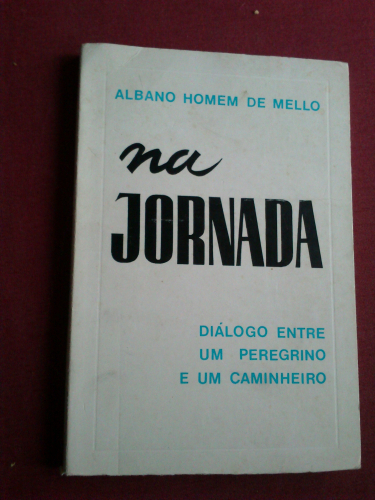 ALBANO HOMEM DE MELLO
na
JORNADA
DIÁLOGO ENTRE
UM PEREGRINO
E UM CAMINHEIRO